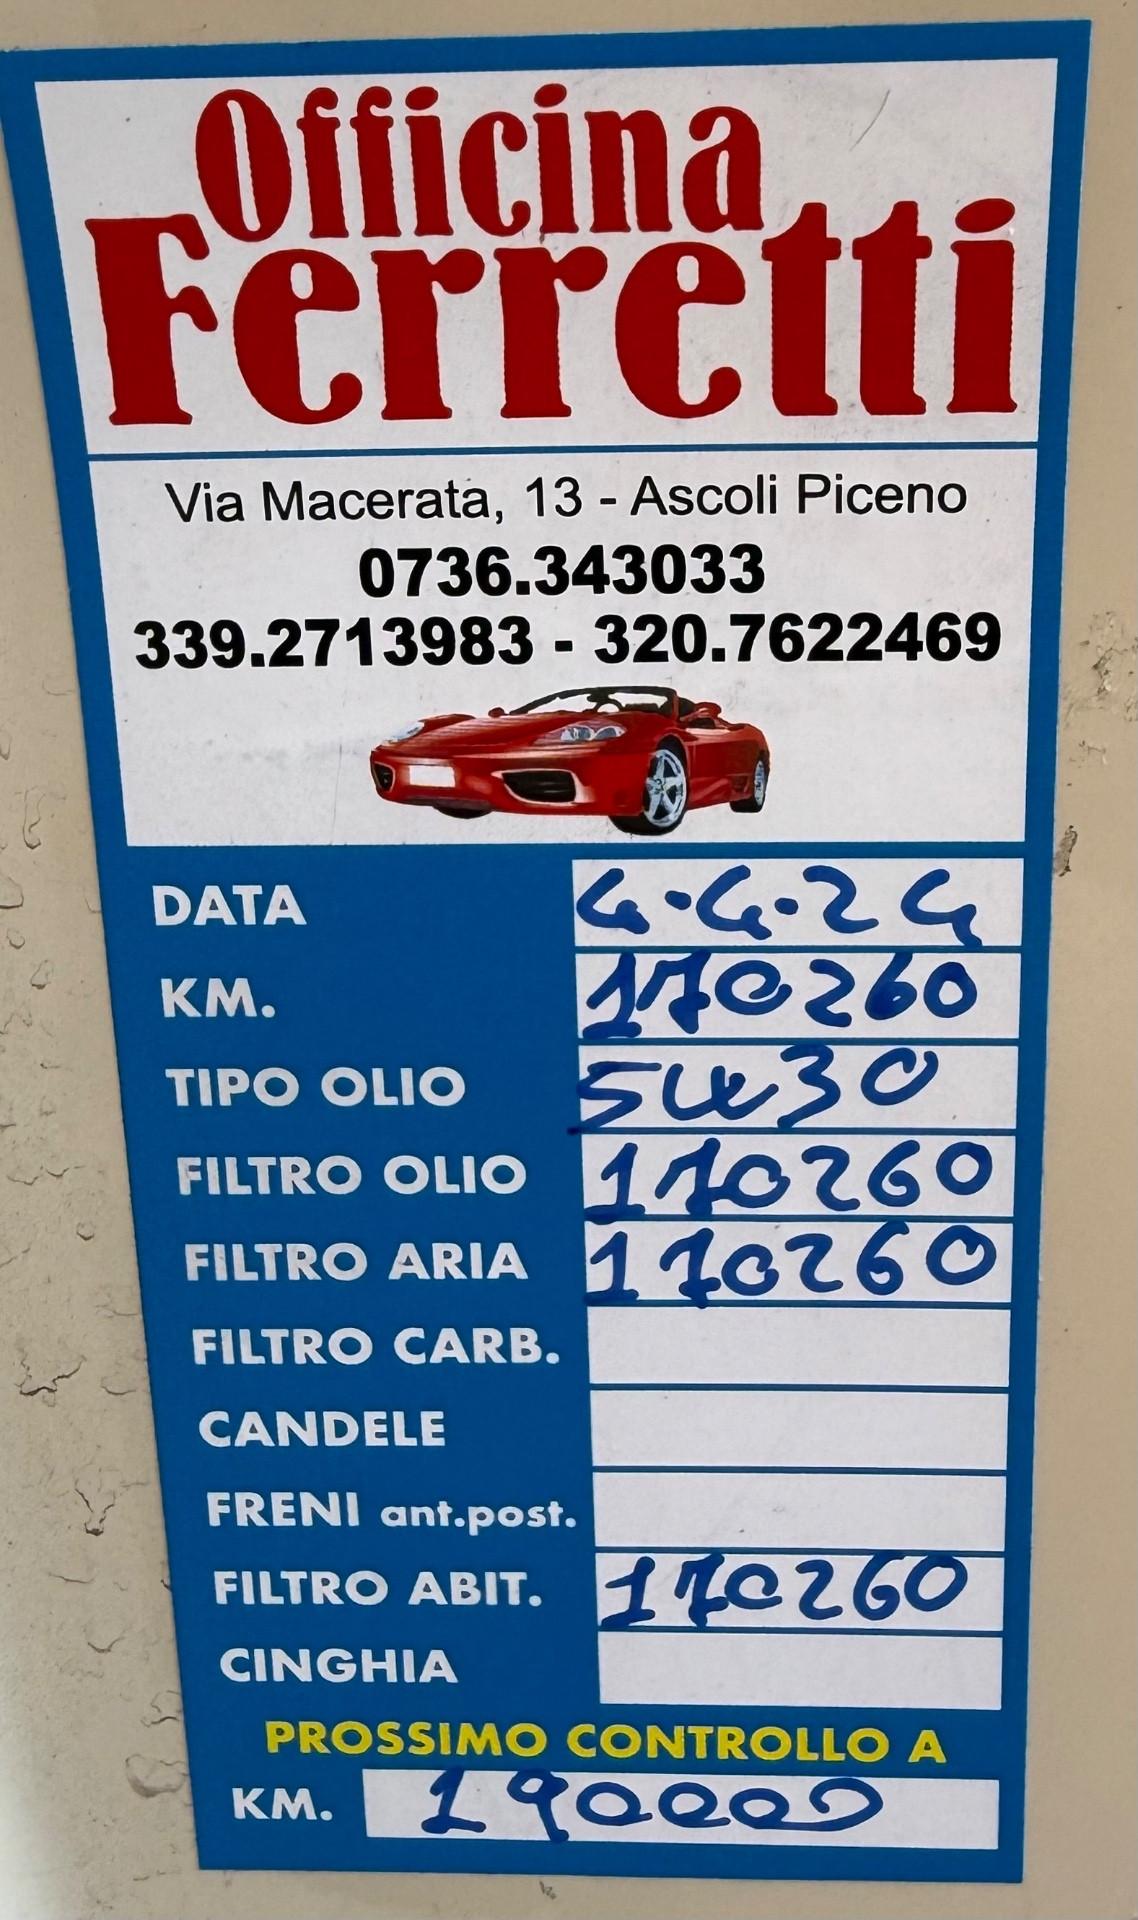 Officina
Ferretti
Via Macerata, 13 - Ascoli Piceno
0736.343033
339.2713983 - 320.7622469
DATA 4.4.24
KM. 170260
TIPO OLIO 5W30
FILTRO OLIO 170260
FILTRO ARIA 170260
FILTRO CARB.
CANDELE
FRENI ant.post.
FILTRO ABIT. 170260
CINGHIA
PROSSIMO CONTROLLO A
KM. 190000